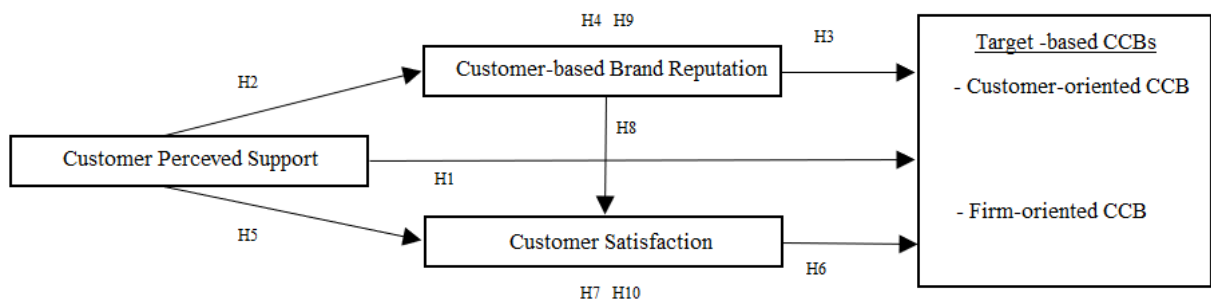 H4 H9
H3
Target -based CCBs
Customer-based Brand Reputation
- Customer-oriented CCB
H2
H8
Customer Perceved Support
H1
- Firm-oriented CCB
H5
Customer Satisfaction
H6
H7 H10